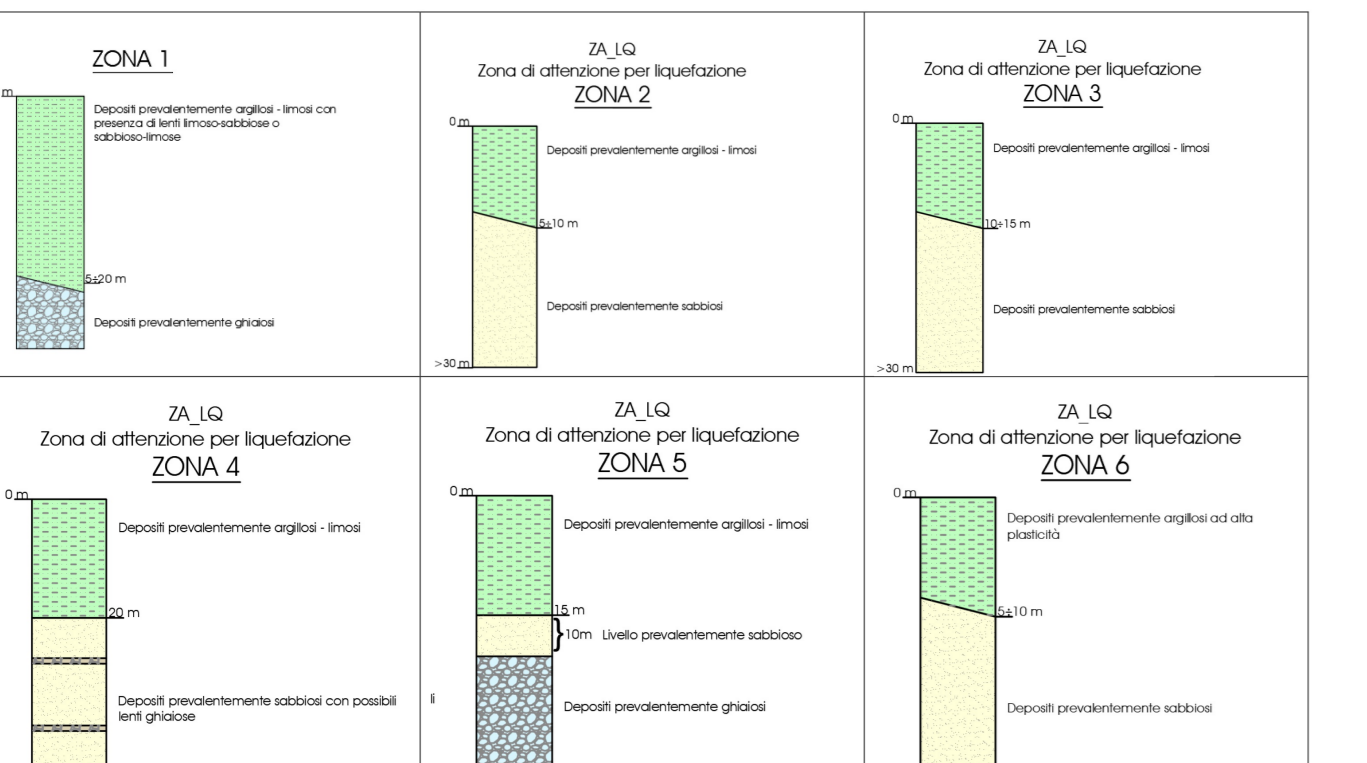 ZONA 1
m
Depositi prevalentemente argillosi - limosi con
presenza di lenti limoso-sabbiose o
sabbioso-limose
5÷20 m
Depositi prevalentemente ghiaiosi
ZA_LQ
Zona di attenzione per liquefazione
ZONA 2
0 m
Depositi prevalentemente argillosi - limosi
5÷10 m
Depositi prevalentemente sabbiosi
>30 m
ZA_LQ
Zona di attenzione per liquefazione
ZONA 3
0 m
Depositi prevalentemente argillosi - limosi
10÷15 m
Depositi prevalentemente sabbiosi
>30 m
ZA_LQ
Zona di attenzione per liquefazione
ZONA 4
0 m
Depositi prevalentemente argillosi - limosi
20 m
Depositi prevalentemente sabbiosi con possibili
lenti ghiaiose
ZA_LQ
Zona di attenzione per liquefazione
ZONA 5
0 m
Depositi prevalentemente argillosi - limosi
15 m
10m Livello prevalentemente sabbioso
li
Depositi prevalentemente ghiaiosi
ZA_LQ
Zona di attenzione per liquefazione
ZONA 6
0 m
Depositi prevalentemente argillosi ad alta
plasticità
5÷10 m
Depositi prevalentemente sabbiosi